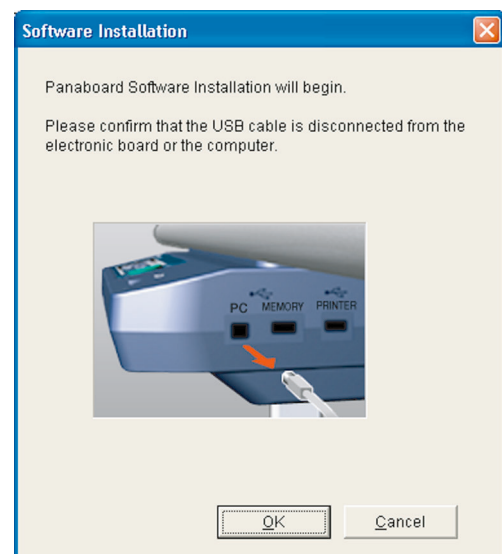 Software Installation
Panaboard Software Installation will begin.
Please confirm that the USB cable is disconnected from the
electronic board or the computer.
PC MEMORY PRINTER
OK Cancel